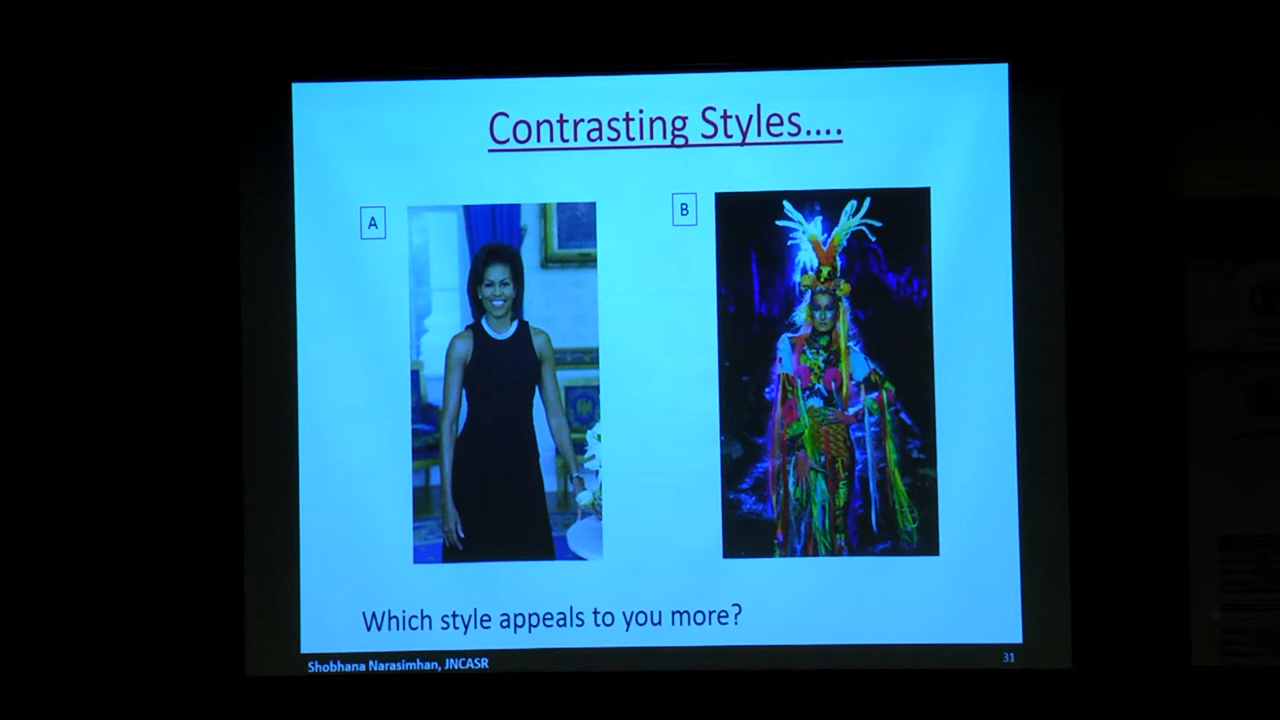 Contrasting Styles....
A
B
Which style appeals to you more?
Shobhana Narasimhan, JNCASR
31